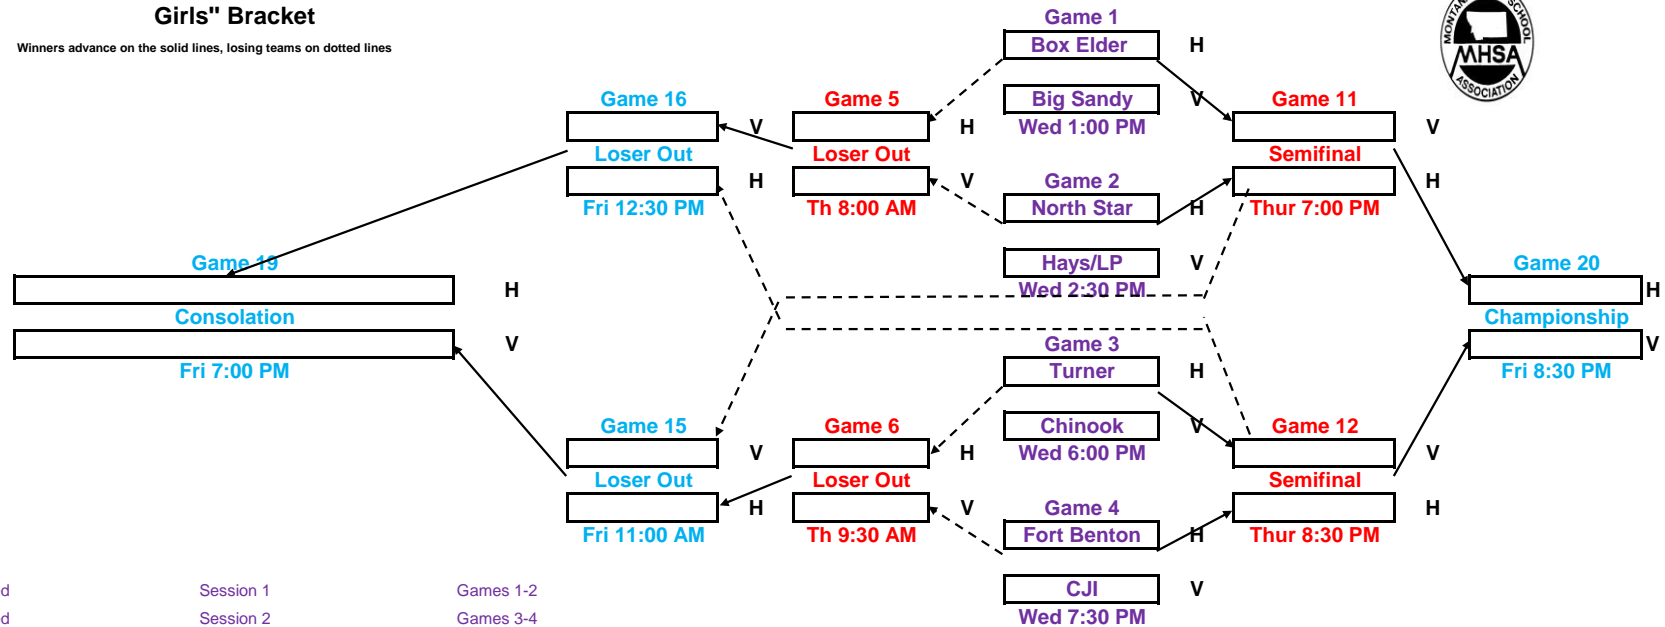 Girls" Bracket
Winners advance on the solid lines, losing teams on dotted lines
Game 1
Box Elder H
Big Sandy V
Wed 1:00 PM
Game 2
North Star H
Hays/LP V
Wed 2:30 PM
Game 3
Turner H
Chinook V
Wed 6:00 PM
Game 4
Fort Benton H
CJI V
Wed 7:30 PM
Game 16
V
Loser Out
H
Fri 12:30 PM
Game 5
H
Loser Out
V
Th 8:00 AM
Game 11
V
Semifinal
H
Thur 7:00 PM
Game 19
H
Consolation
V
Fri 7:00 PM
Game 20
H
Championship
V
Fri 8:30 PM
Game 15
V
Loser Out
H
Fri 11:00 AM
Game 6
H
Loser Out
V
Th 9:30 AM
Game 12
V
Semifinal
H
Thur 8:30 PM
MHSA
ASSOCIATION
SCHOOL
d Session 1 Games 1-2
d Session 2 Games 3-4